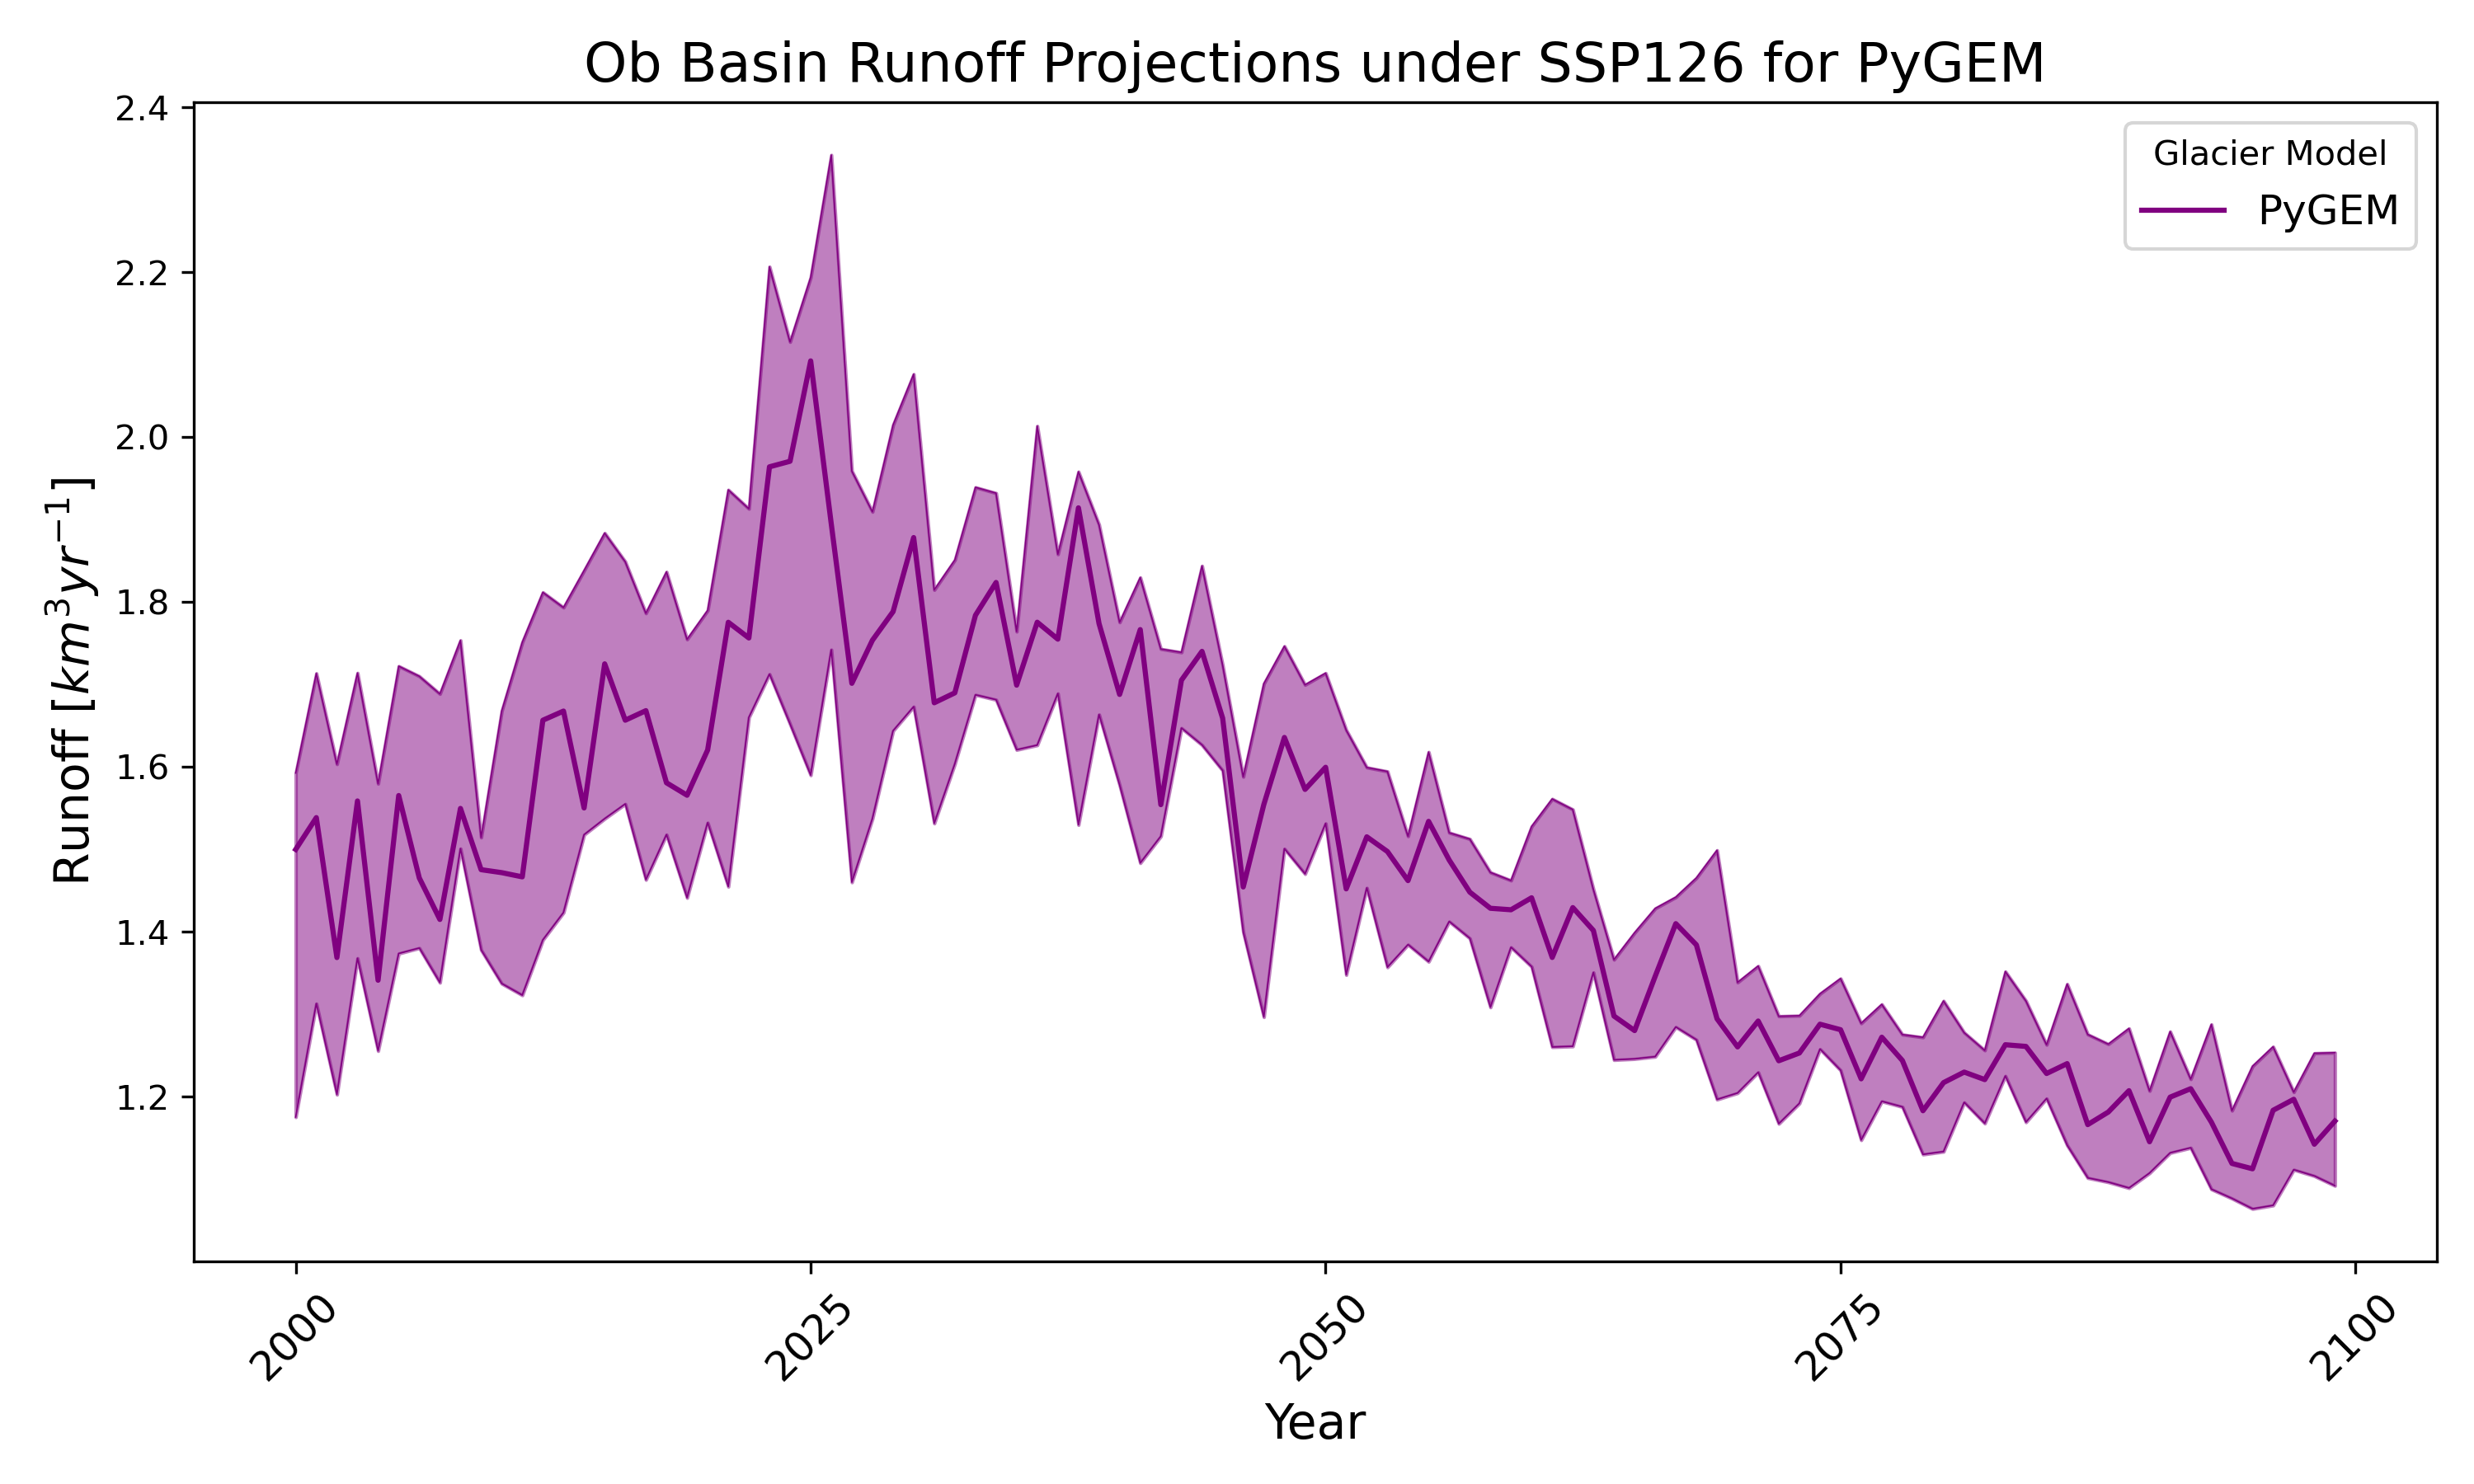 Ob Basin Runoff Projections under SSP126 for PyGEM
Glacier Model
PyGEM
Runoff [km³yr⁻¹]
2.4
2.2
2.0
1.8
1.6
1.4
1.2
2000 2025 2050 2075 2100
Year